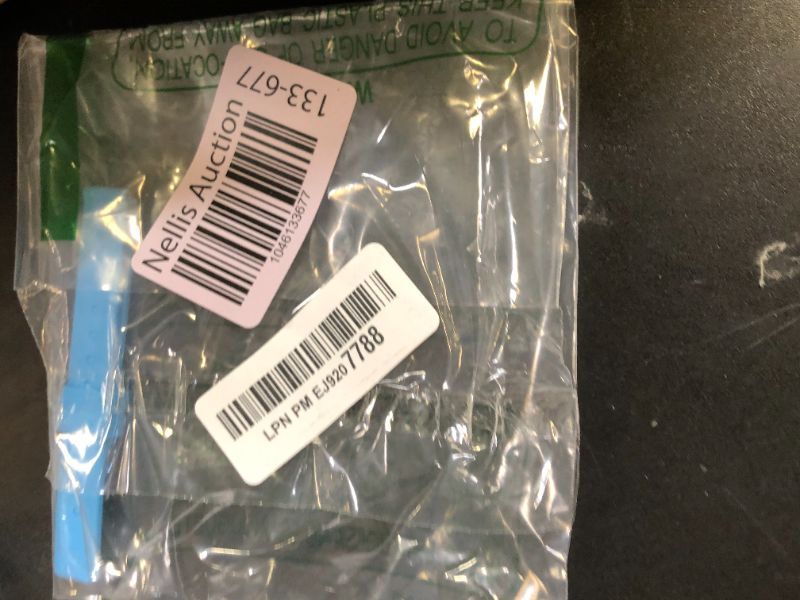 KEEP THIS PLASTIC BAG AWAY FROM
TO AVOID DANGER OF
133-677
Nellis Auction
1046133677
LPN PM EJ920 7788